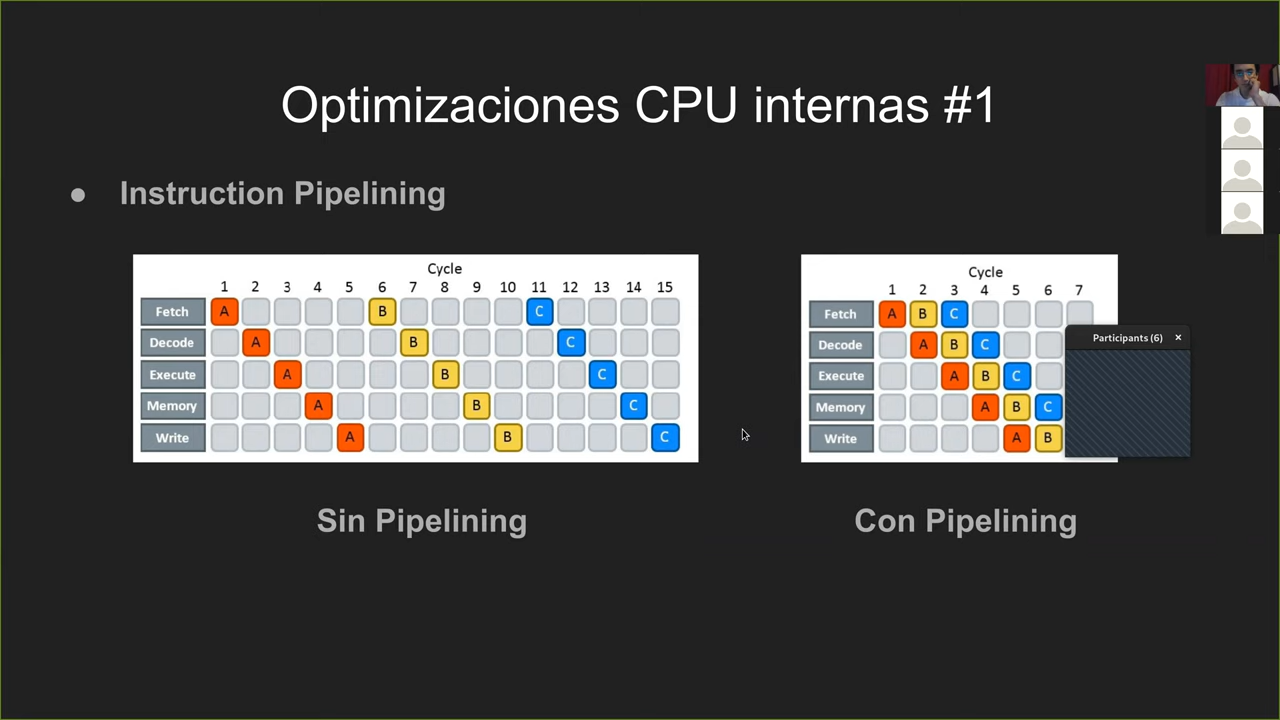 Optimizaciones CPU internas #1
● Instruction Pipelining
Cycle
1 2 3 4 5 6 7 8 9 10 11 12 13 14 15
Fetch A B C
Decode A B C
Execute A B C
Memory A B C
Write A B C
Sin Pipelining
Cycle
1 2 3 4 5 6 7
Fetch A B C
Decode A B C
Execute A B C
Memory A B C
Write A B
Con Pipelining
Participants (6) ×